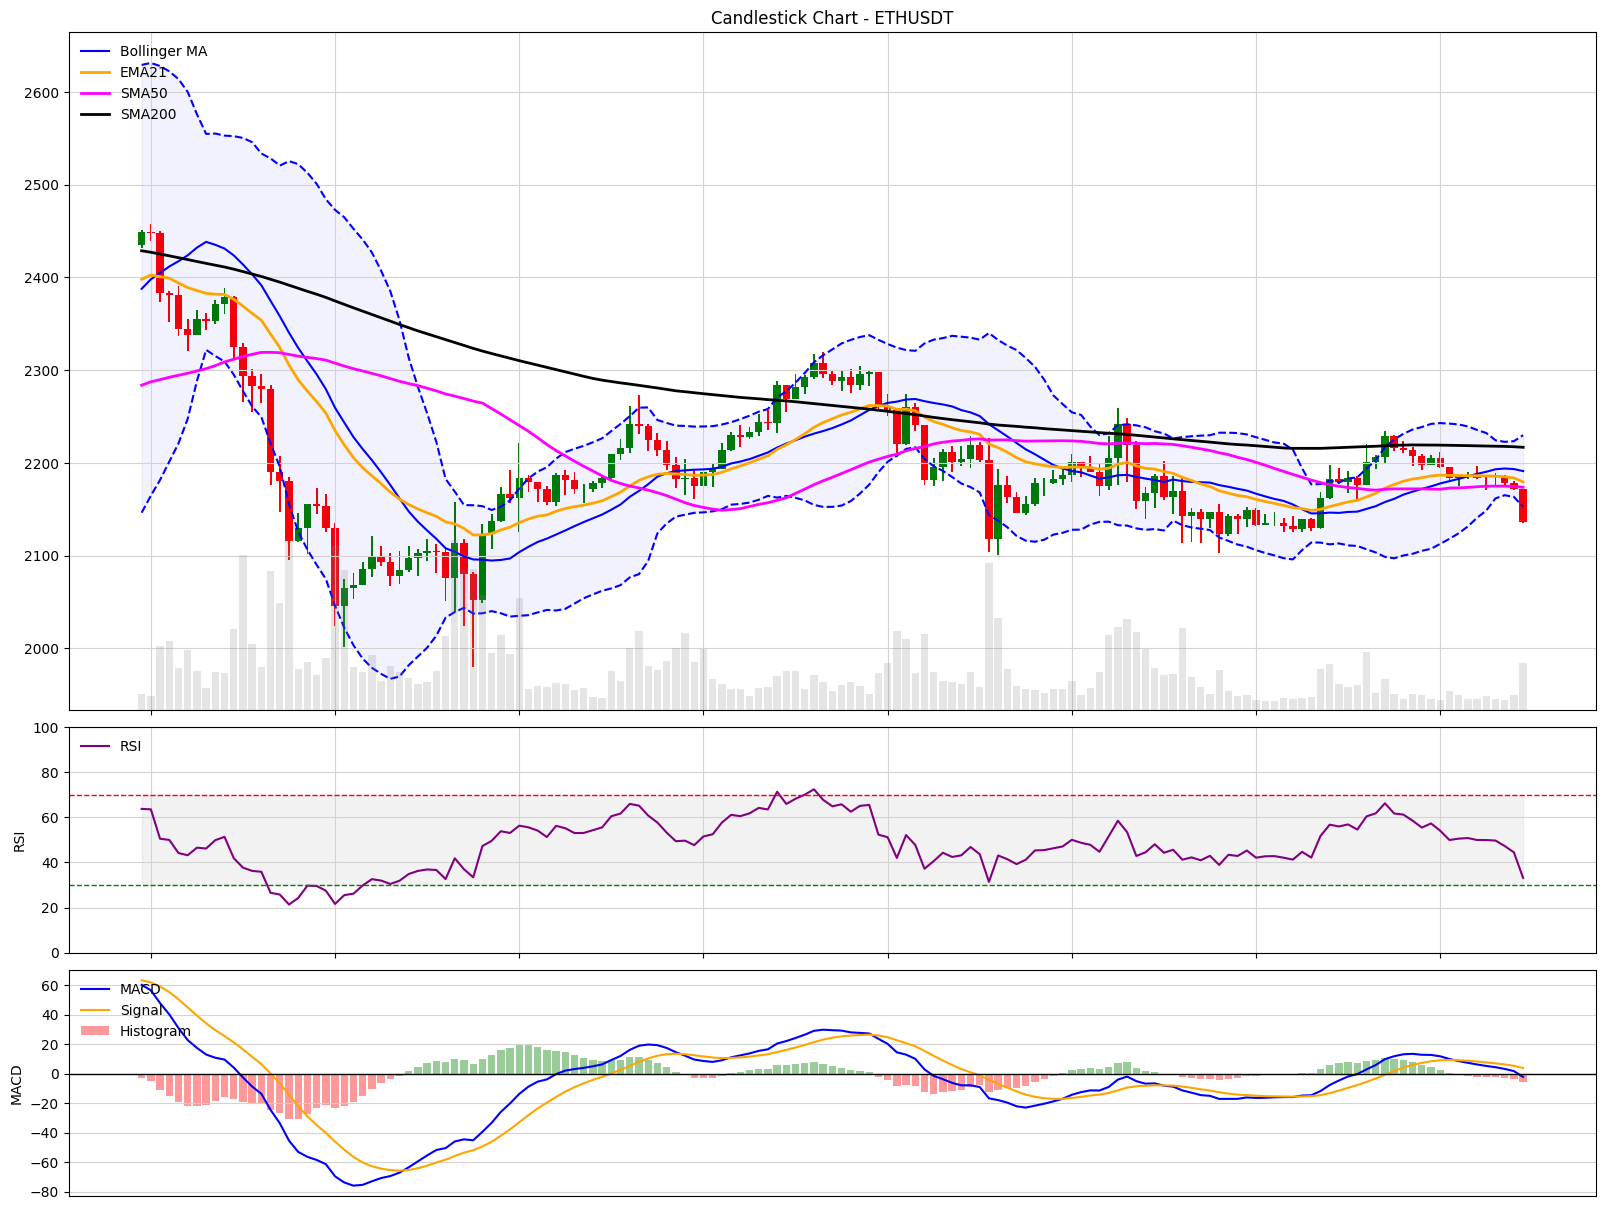 Candlestick Chart - ETHUSDT
Bollinger MA
EMA21
SMA50
SMA200
2600
2500
2400
2300
2200
2100
2000
RSI
100
80
60
40
20
0
RSI
MACD
Signal
Histogram
60
40
20
0
−20
−40
−60
−80
MACD